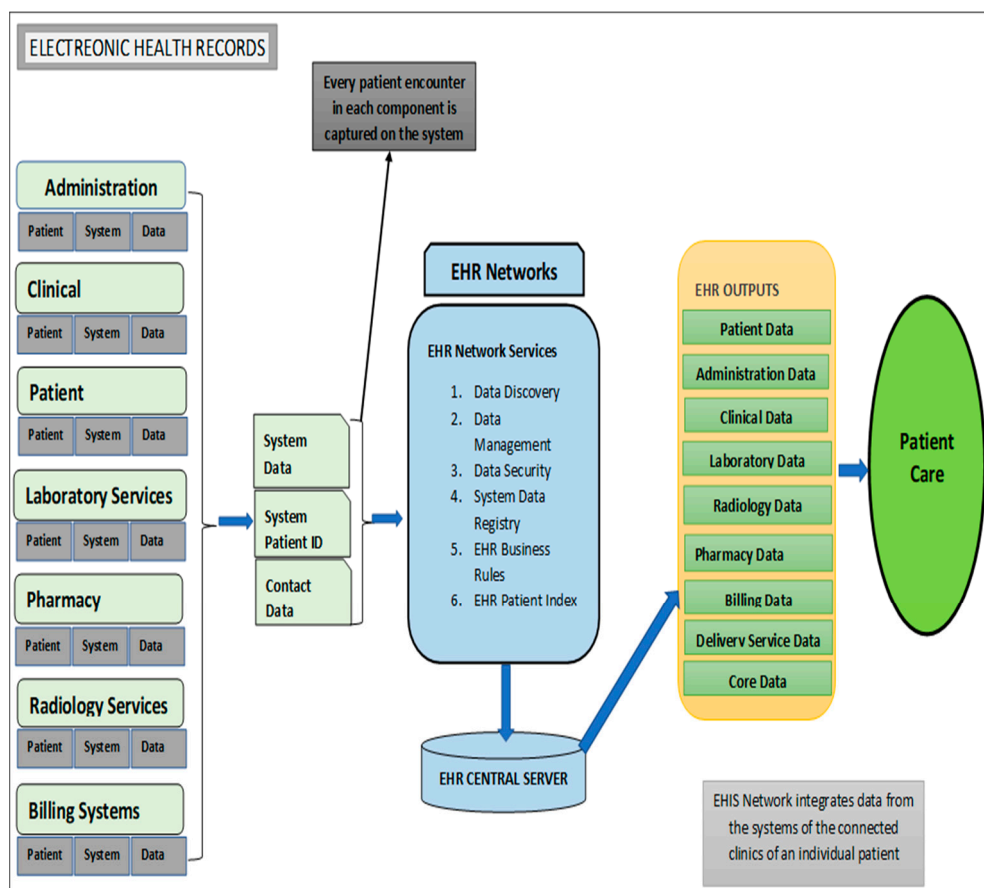 ELECTREONIC HEALTH RECORDS
Every patient encounter
in each component is
captured on the system
Administration
Patient System Data
Clinical
Patient System Data
Patient
Patient System Data
Laboratory Services
Patient System Data
Pharmacy
Patient System Data
Radiology Services
Patient System Data
Billing Systems
Patient System Data
System
Data
System
Patient ID
Contact
Data
EHR Networks
EHR Network Services
1. Data Discovery
2. Data
Management
3. Data Security
4. System Data
Registry
5. EHR Business
Rules
6. EHR Patient Index
EHR CENTRAL SERVER
EHR OUTPUTS
Patient Data
Administration Data
Clinical Data
Laboratory Data
Radiology Data
Pharmacy Data
Billing Data
Delivery Service Data
Core Data
Patient
Care
EHIS Network integrates data from
the systems of the connected
clinics of an individual patient